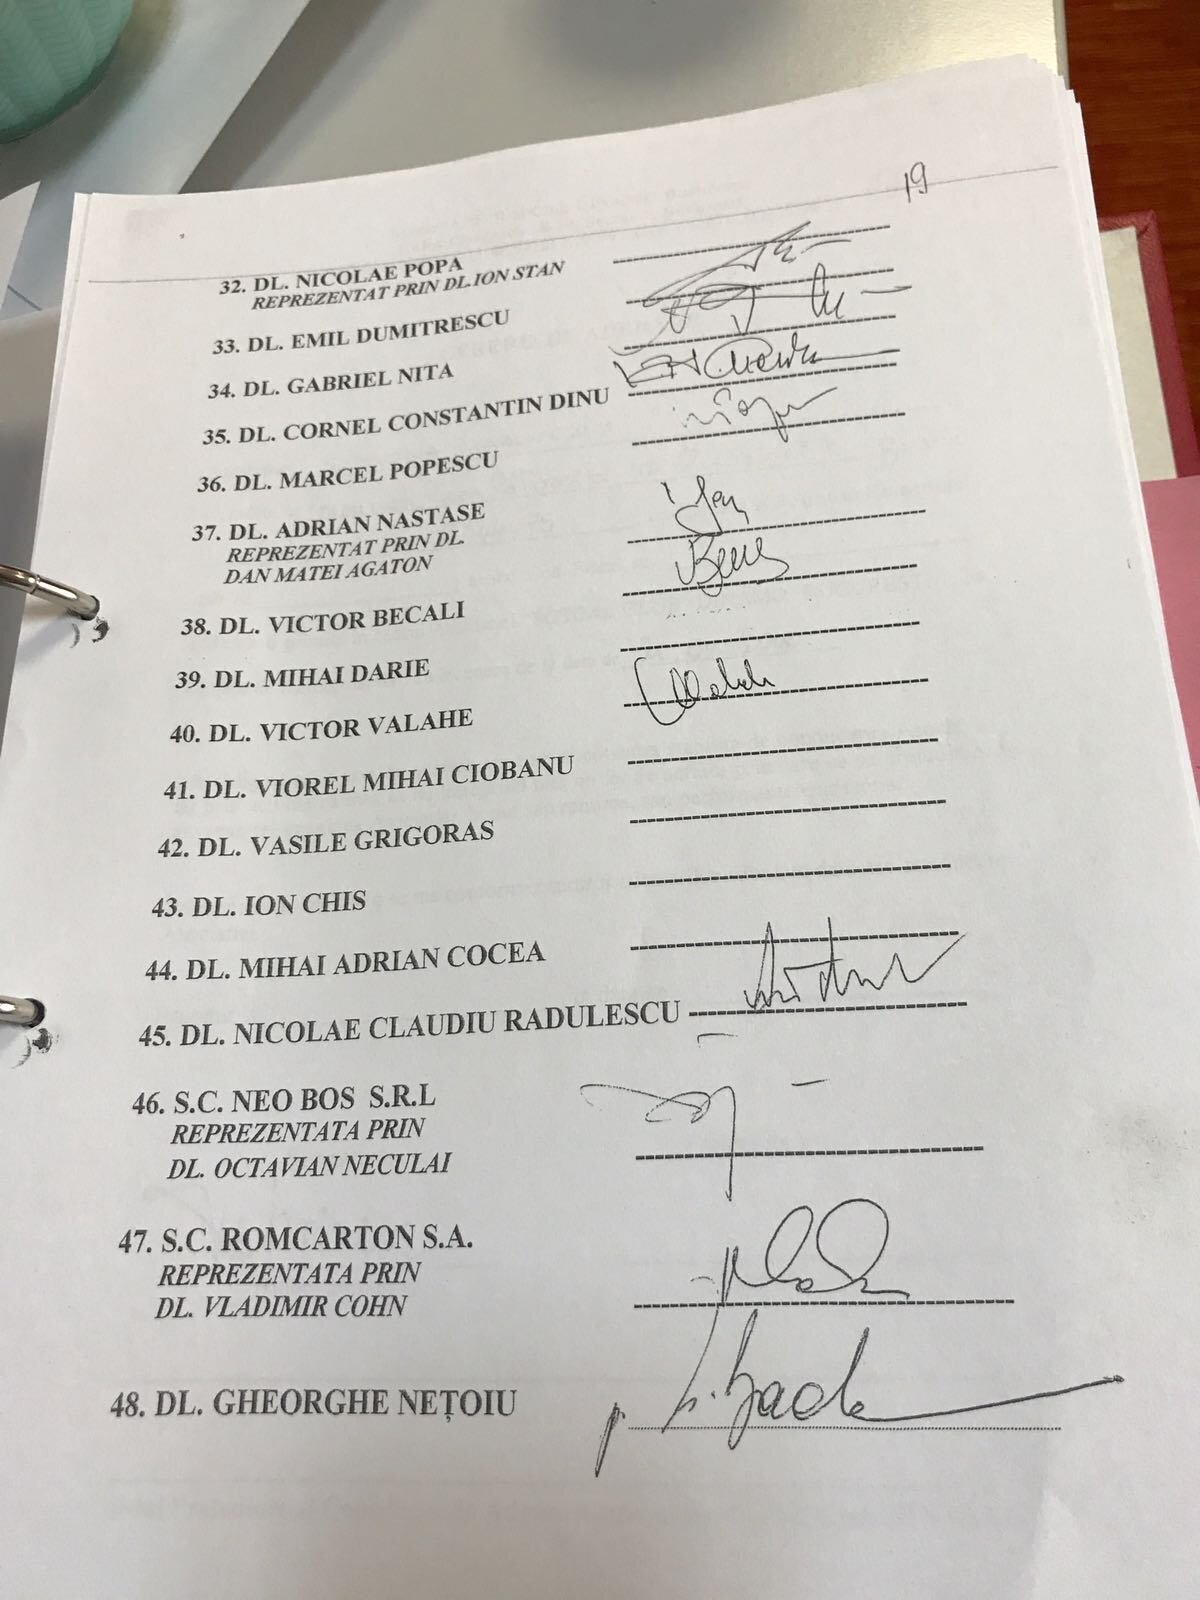 19
32. DL. NICOLAE POPA
REPREZENTAT PRIN DL.ION STAN
33. DL. EMIL DUMITRESCU
34. DL. GABRIEL NITA
35. DL. CORNEL CONSTANTIN DINU
36. DL. MARCEL POPESCU
37. DL. ADRIAN NASTASE
REPREZENTAT PRIN DL.
DAN MATEI AGATON
38. DL. VICTOR BECALI
39. DL. MIHAI DARIE
40. DL. VICTOR VALAHE
41. DL. VIOREL MIHAI CIOBANU
42. DL. VASILE GRIGORAS
43. DL. ION CHIS
44. DL. MIHAI ADRIAN COCEA
45. DL. NICOLAE CLAUDIU RADULESCU
46. S.C. NEO BOS S.R.L
REPREZENTATA PRIN
DL. OCTAVIAN NECULAI
47. S.C. ROMCARTON S.A.
REPREZENTATA PRIN
DL. VLADIMIR COHN
48. DL. GHEORGHE NEȚOIU